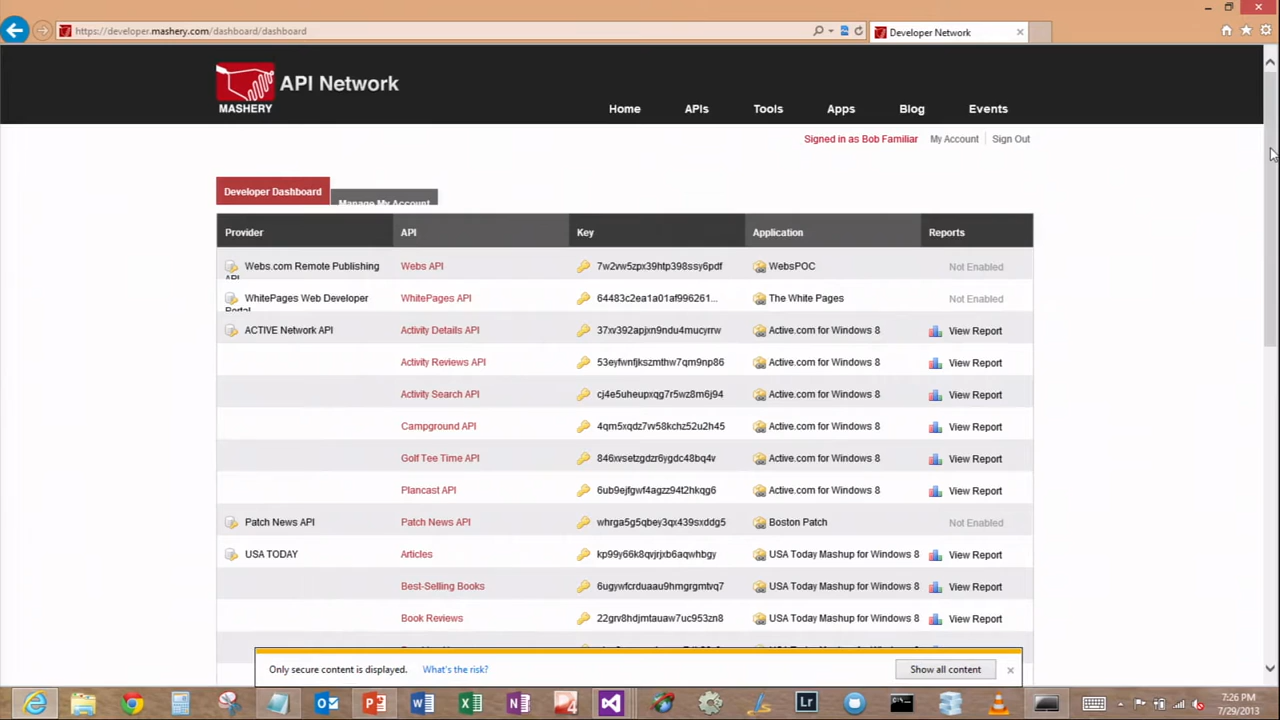 https://developer.mashery.com/dashboard/dashboard
Developer Network
MASHERY
API Network
Home APIs Tools Apps Blog Events
Signed in as Bob Familiar My Account Sign Out
Developer Dashboard Manage My Account
Provider API Key Application Reports
Webs.com Remote Publishing API Webs API 7w2vw5zpx39htp398ssy6pdf WebsPOC Not Enabled
WhitePages Web Developer Portal WhitePages API 64483c2ea1a01af996261... The White Pages Not Enabled
ACTIVE Network API Activity Details API 37xv392apjxn9ndu4mucyrrw Active.com for Windows 8 View Report
Activity Reviews API 53eyfwnfjkszmthw7qm9np86 Active.com for Windows 8 View Report
Activity Search API cj4e5uheupxqg7r5wz8m6j94 Active.com for Windows 8 View Report
Campground API 4qm5xqdz7vv58kchz52u2h45 Active.com for Windows 8 View Report
Golf Tee Time API 846xvsetzgdzr6ygdc48bq4v Active.com for Windows 8 View Report
Plancast API 6ub9ejfgwf4agzz94t2hkqg6 Active.com for Windows 8 View Report
Patch News API Patch News API whrga5g5qbey3qx439sxddg5 Boston Patch Not Enabled
USA TODAY Articles kp99y66k8qvjrjxb6aqwhbgy USA Today Mashup for Windows 8 View Report
Best-Selling Books 6ugywfcrduaau9hmgrgmtvq7 USA Today Mashup for Windows 8 View Report
Book Reviews 22grv8hdjmtauaw7uc953zn8 USA Today Mashup for Windows 8 View Report
Only secure content is displayed. What's the risk? Show all content
7:26 PM
7/29/2013